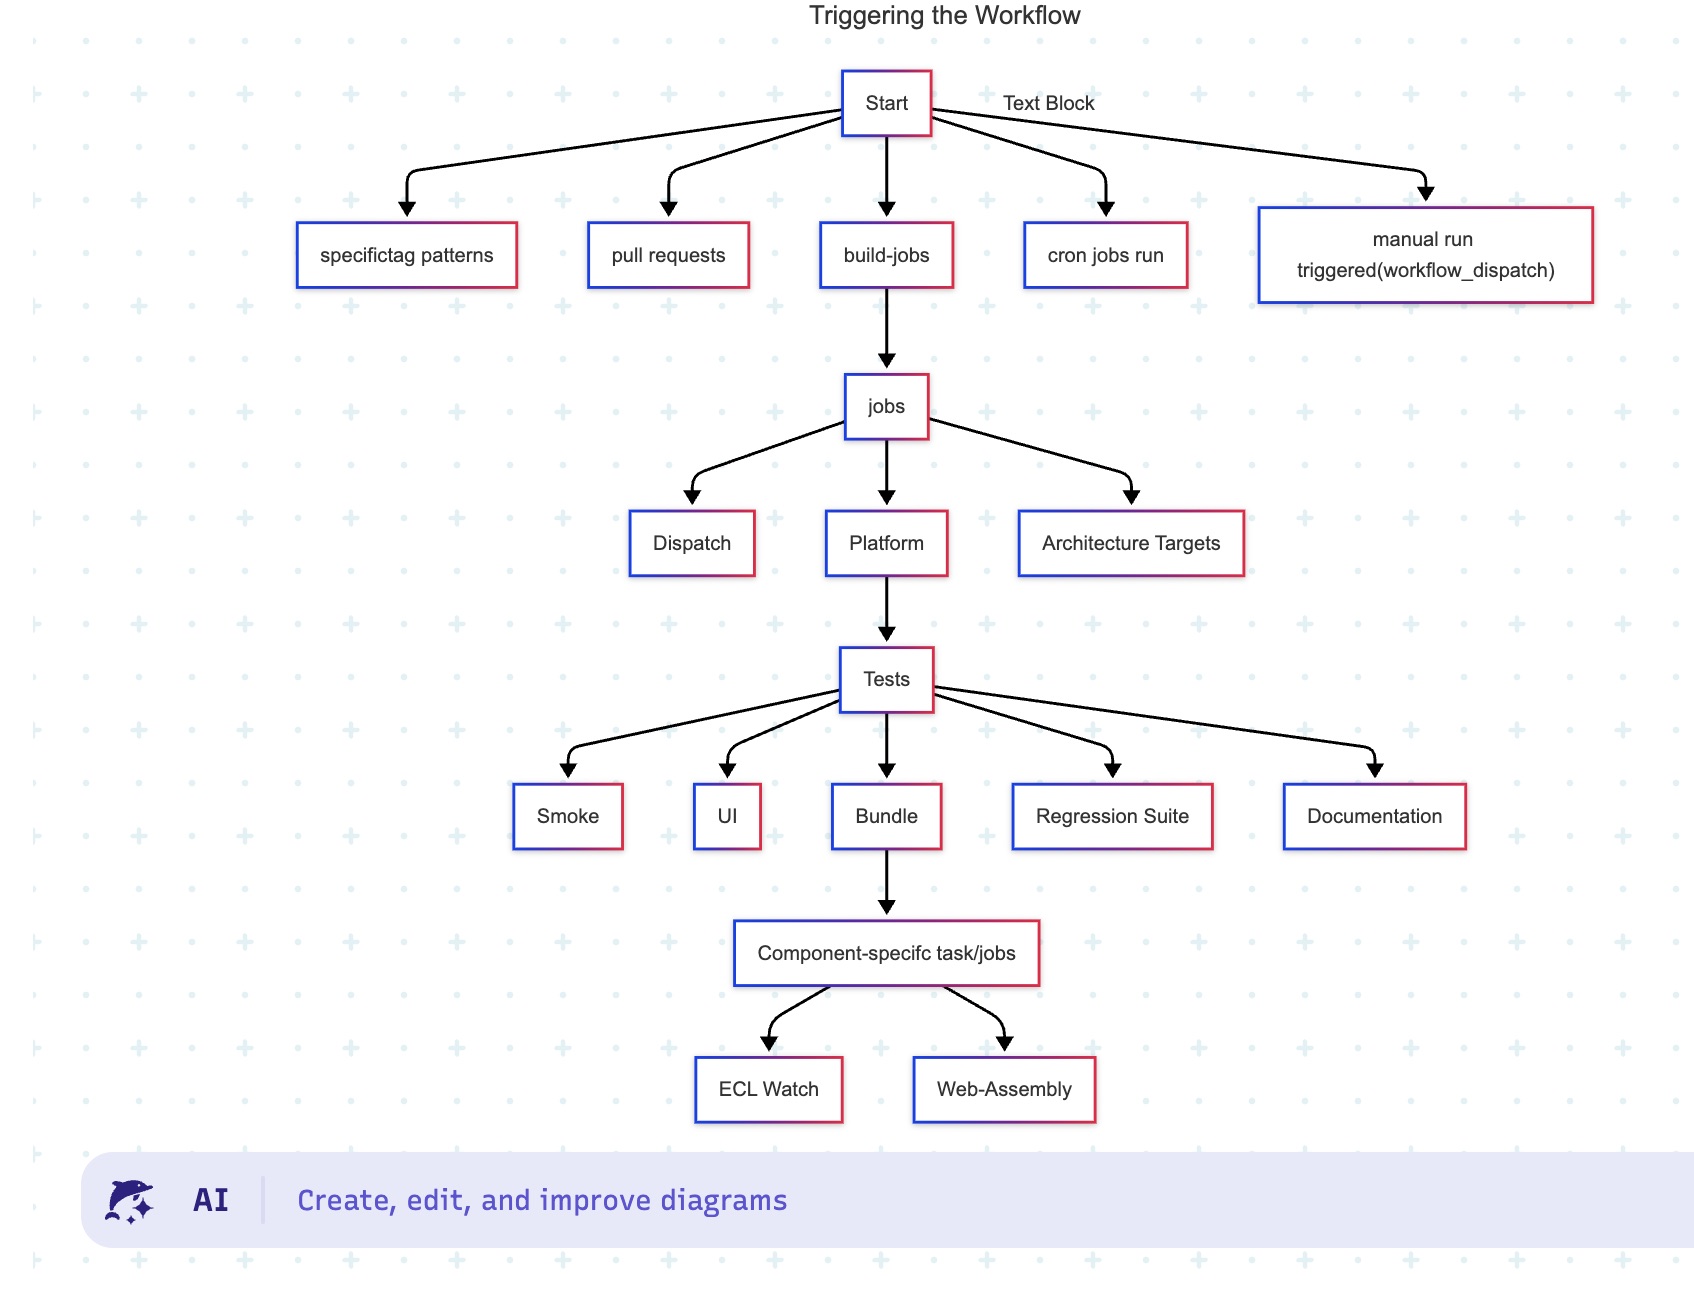 Triggering the Workflow
Start
Text Block
specifictag patterns
pull requests
build-jobs
cron jobs run
manual run
triggered(workflow_dispatch)
jobs
Dispatch
Platform
Architecture Targets
Tests
Smoke
UI
Bundle
Regression Suite
Documentation
Component-specifc task/jobs
ECL Watch
Web-Assembly
AI
Create, edit, and improve diagrams